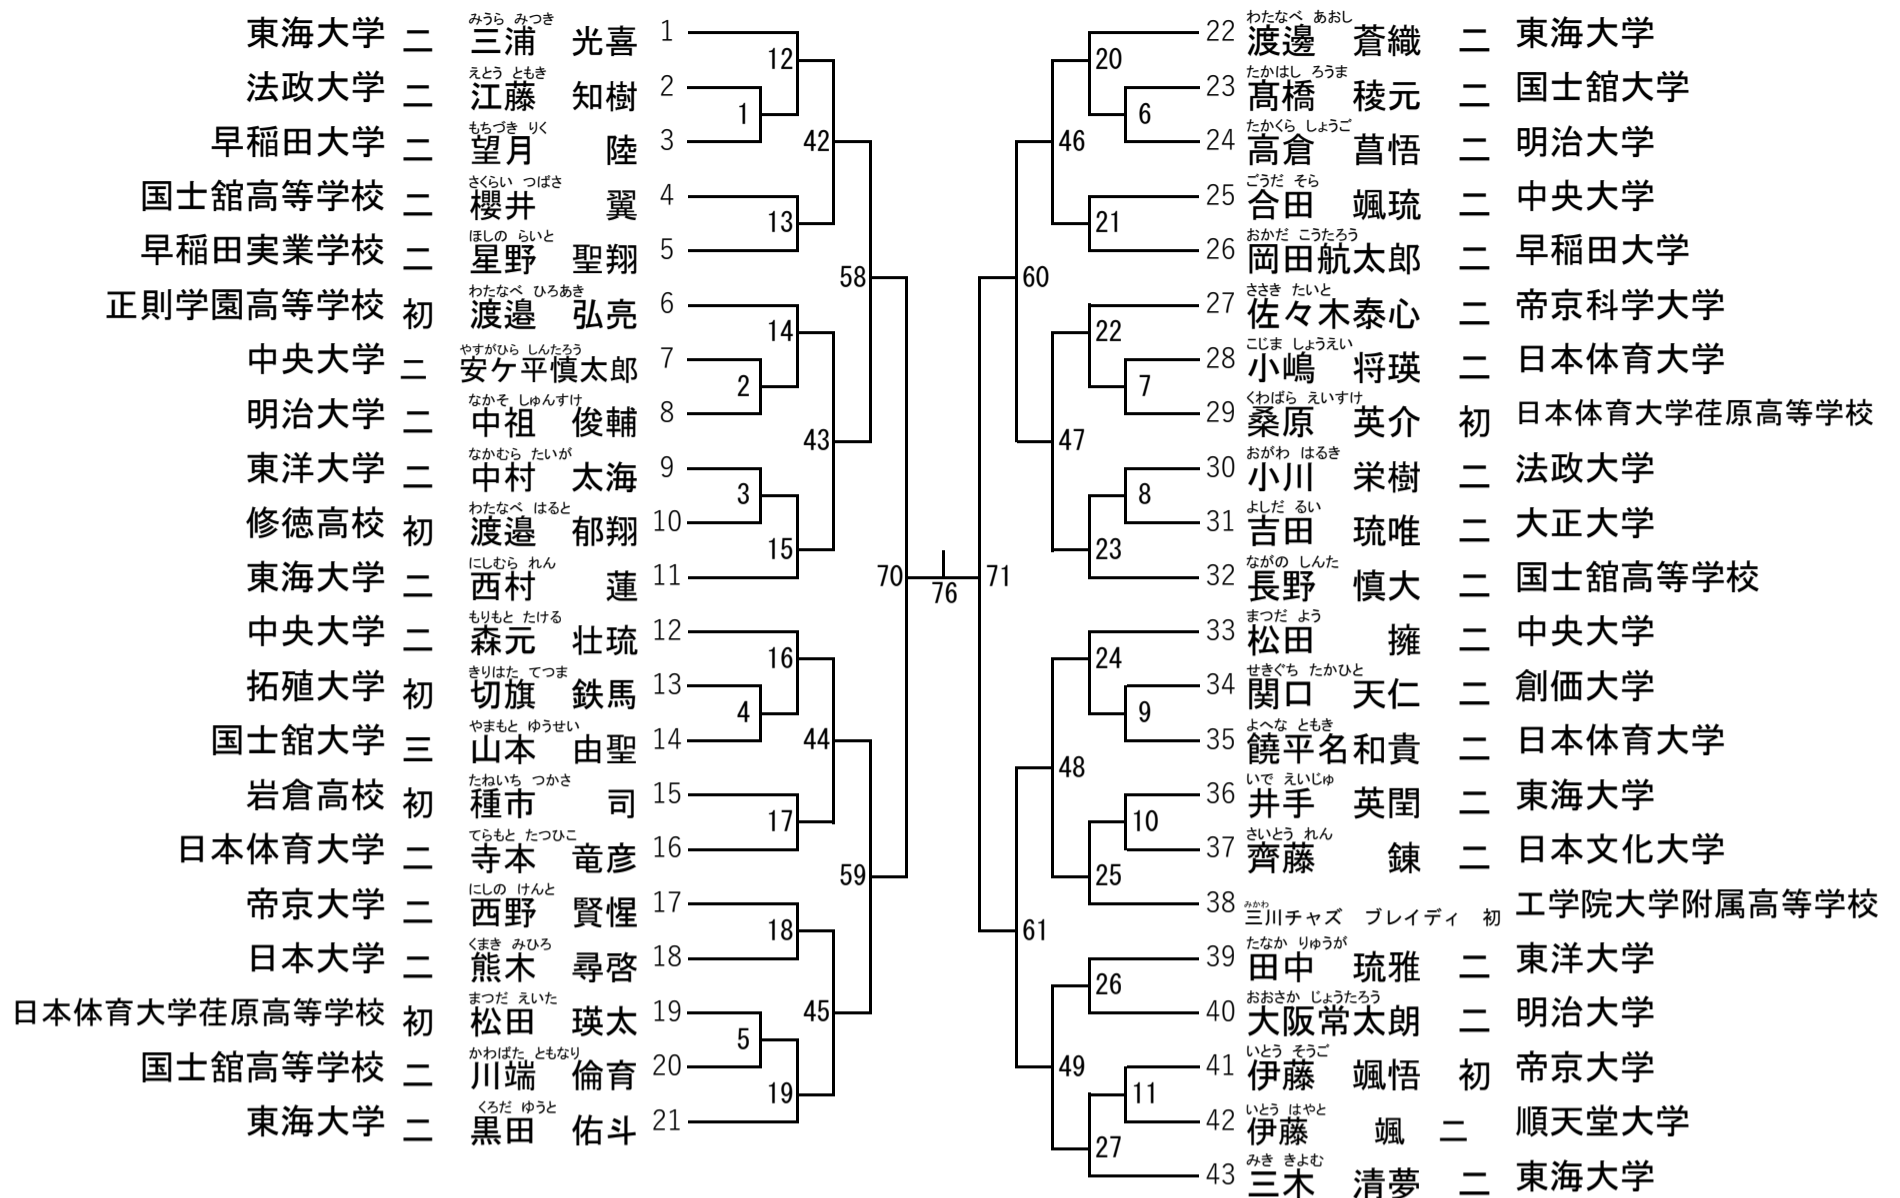 みうら みつき
東海大学 二 三浦 光喜 1
えとう ともき
法政大学 二 江藤 知樹 2
もちづき りく
早稲田大学 二 望月 陸 3
さくらい つばさ
国士舘高等学校 二 櫻井 翼 4
ほしの らいと
早稲田実業学校 二 星野 聖翔 5
わたなべ ひろあき
正則学園高等学校 初 渡邉 弘亮 6
やすがひら しんたろう
中央大学 二 安ケ平慎太郎 7
なかそ しゅんすけ
明治大学 二 中祖 俊輔 8
なかむら たいが
東洋大学 二 中村 太海 9
わたなべ はると
修徳高校 初 渡邉 郁翔 10
にしむら れん
東海大学 二 西村 蓮 11
もりもと たける
中央大学 二 森元 壮琉 12
きりはた てつま
拓殖大学 初 切旗 鉄馬 13
やまもと ゆうせい
国士舘大学 三 山本 由聖 14
たねいち つかさ
岩倉高校 初 種市 司 15
てらもと たつひこ
日本体育大学 二 寺本 竜彦 16
にしの けんと
帝京大学 二 西野 賢惺 17
くまき みひろ
日本大学 二 熊木 尋啓 18
まつだ えいた
日本体育大学荏原高等学校 初 松田 瑛太 19
かわばた ともなり
国士舘高等学校 二 川端 倫育 20
くろだ ゆうと
東海大学 二 黒田 佑斗 21
1
2
3
4
5
12
13
14
15
16
17
18
19
42
43
44
45
58
59
70
76
71
60
61
46
47
48
49
20
21
22
23
24
25
26
27
6
7
8
9
10
11
わたなべ あおし
22 渡邊 蒼織 二 東海大学
たかはし ろうま
23 髙橋 稜元 二 国士舘大学
たかくら しょうご
24 高倉 菖悟 二 明治大学
ごうだ そら
25 合田 颯琉 二 中央大学
おかだ こうたろう
26 岡田航太郎 二 早稲田大学
ささき たいと
27 佐々木泰心 二 帝京科学大学
こじま しょうえい
28 小嶋 将瑛 二 日本体育大学
くわばら えいすけ
29 桑原 英介 初 日本体育大学荏原高等学校
おがわ はるき
30 小川 栄樹 二 法政大学
よしだ るい
31 吉田 琉唯 二 大正大学
ながの しんた
32 長野 慎大 二 国士舘高等学校
まつだ よう
33 松田 擁 二 中央大学
せきぐち たかひと
34 関口 天仁 二 創価大学
よへな ともき
35 饒平名和貴 二 日本体育大学
いで えいじゅ
36 井手 英閏 二 東海大学
さいとう れん
37 齊藤 錬 二 日本文化大学
みかわ
38 三川チャズ ブレイディ 初 工学院大学附属高等学校
たなか りゅうが
39 田中 琉雅 二 東洋大学
おおさか じょうたろう
40 大阪常太朗 二 明治大学
いとう そうご
41 伊藤 颯悟 初 帝京大学
いとう はやと
42 伊藤 颯 二 順天堂大学
みき きよむ
43 三木 清夢 二 東海大学